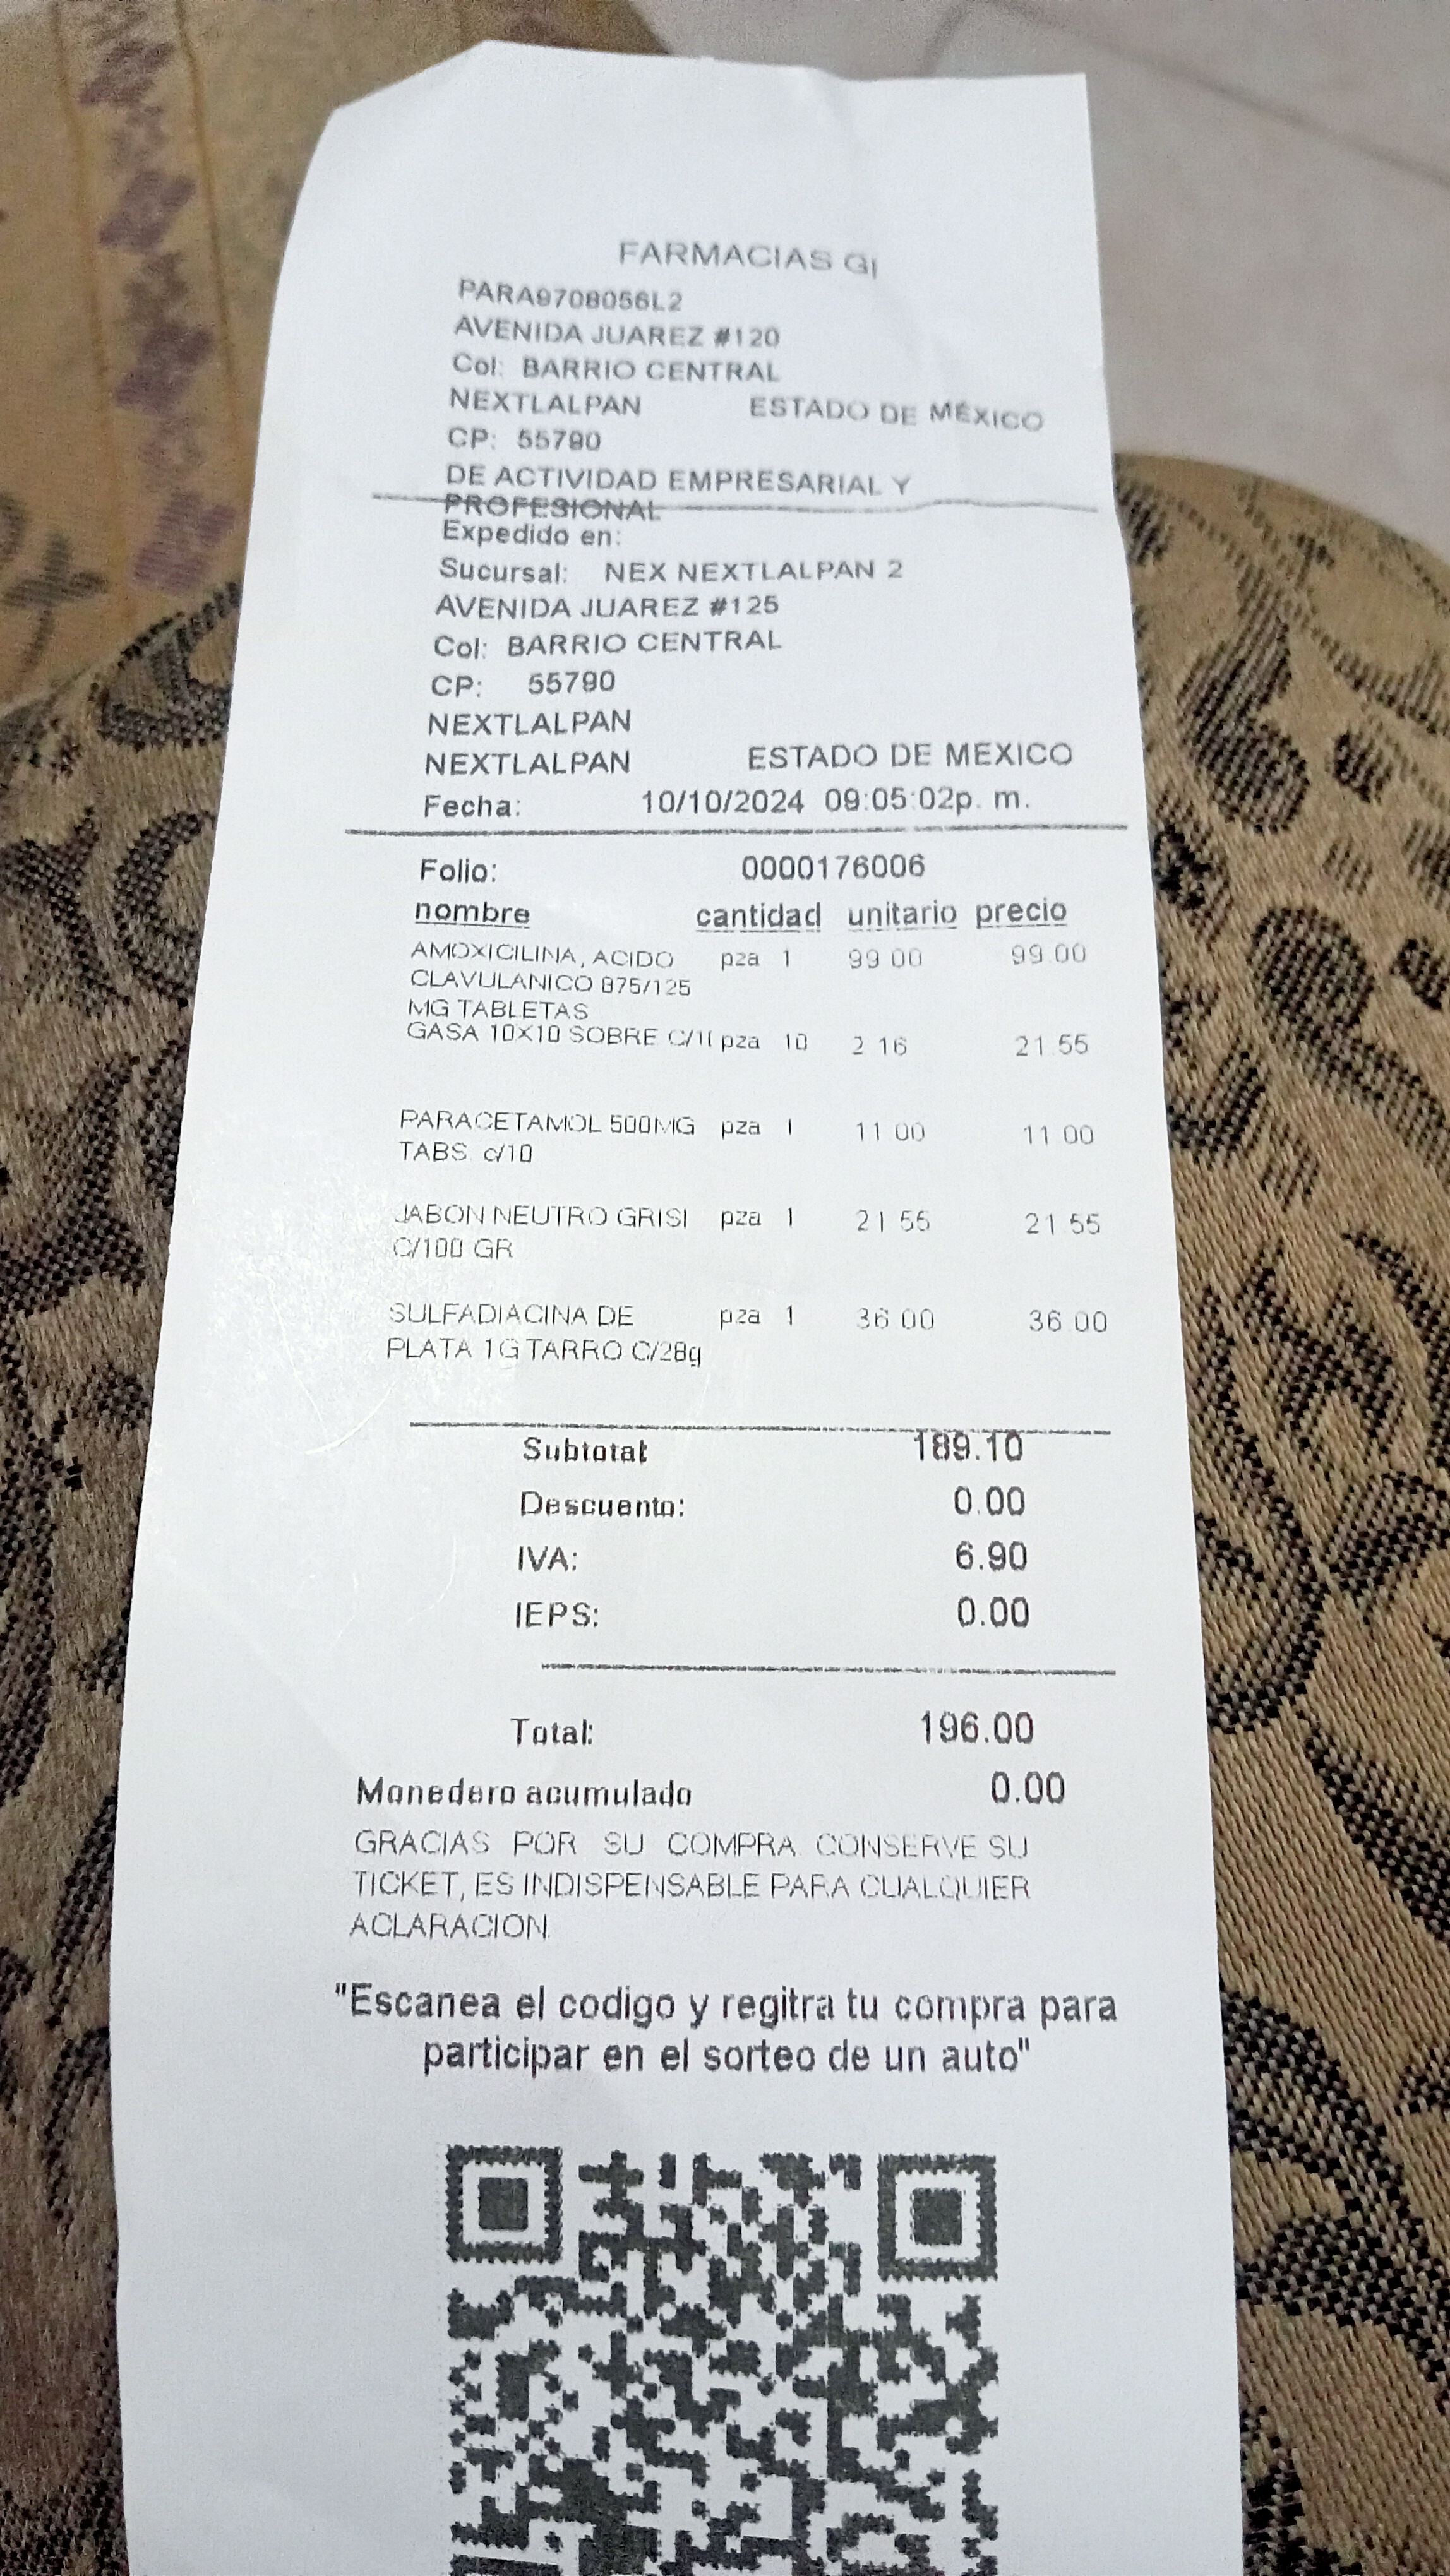 FARMACIAS GI
PARA9708056L2
AVENIDA JUAREZ #120
Col: BARRIO CENTRAL
NEXTLALPAN ESTADO DE MÉXICO
CP: 55790
DE ACTIVIDAD EMPRESARIAL Y
PROFESIONAL
Expedido en:
Sucursal: NEX NEXTLALPAN 2
AVENIDA JUAREZ #125
Col: BARRIO CENTRAL
CP: 55790
NEXTLALPAN
NEXTLALPAN ESTADO DE MEXICO
Fecha: 10/10/2024 09:05:02p. m.
Folio: 0000176006
nombre cantidad unitario precio
AMOXICILINA, ACIDO pza 1 99 00 99 00
CLAVULANICO 875/125
MG TABLETAS
GASA 10X10 SOBRE pza 10 2 16 21 55
PARACETAMOL 500MG pza 1 11 00 11 00
TABS c/10
JABON NEUTRO GRISI pza 1 21 55 21 55
C/100 GR
SULFADIACINA DE pza 1 36 00 36 00
PLATA 1G TARRO C/28g
Subtotal 189.10
Descuento: 0.00
IVA: 6.90
IEPS: 0.00
Total: 196.00
Monedero acumulado 0.00
GRACIAS POR SU COMPRA CONSERVE SU
TICKET, ES INDISPENSABLE PARA CUALQUIER
ACLARACION
"Escanea el codigo y regitra tu compra para
participar en el sorteo de un auto"